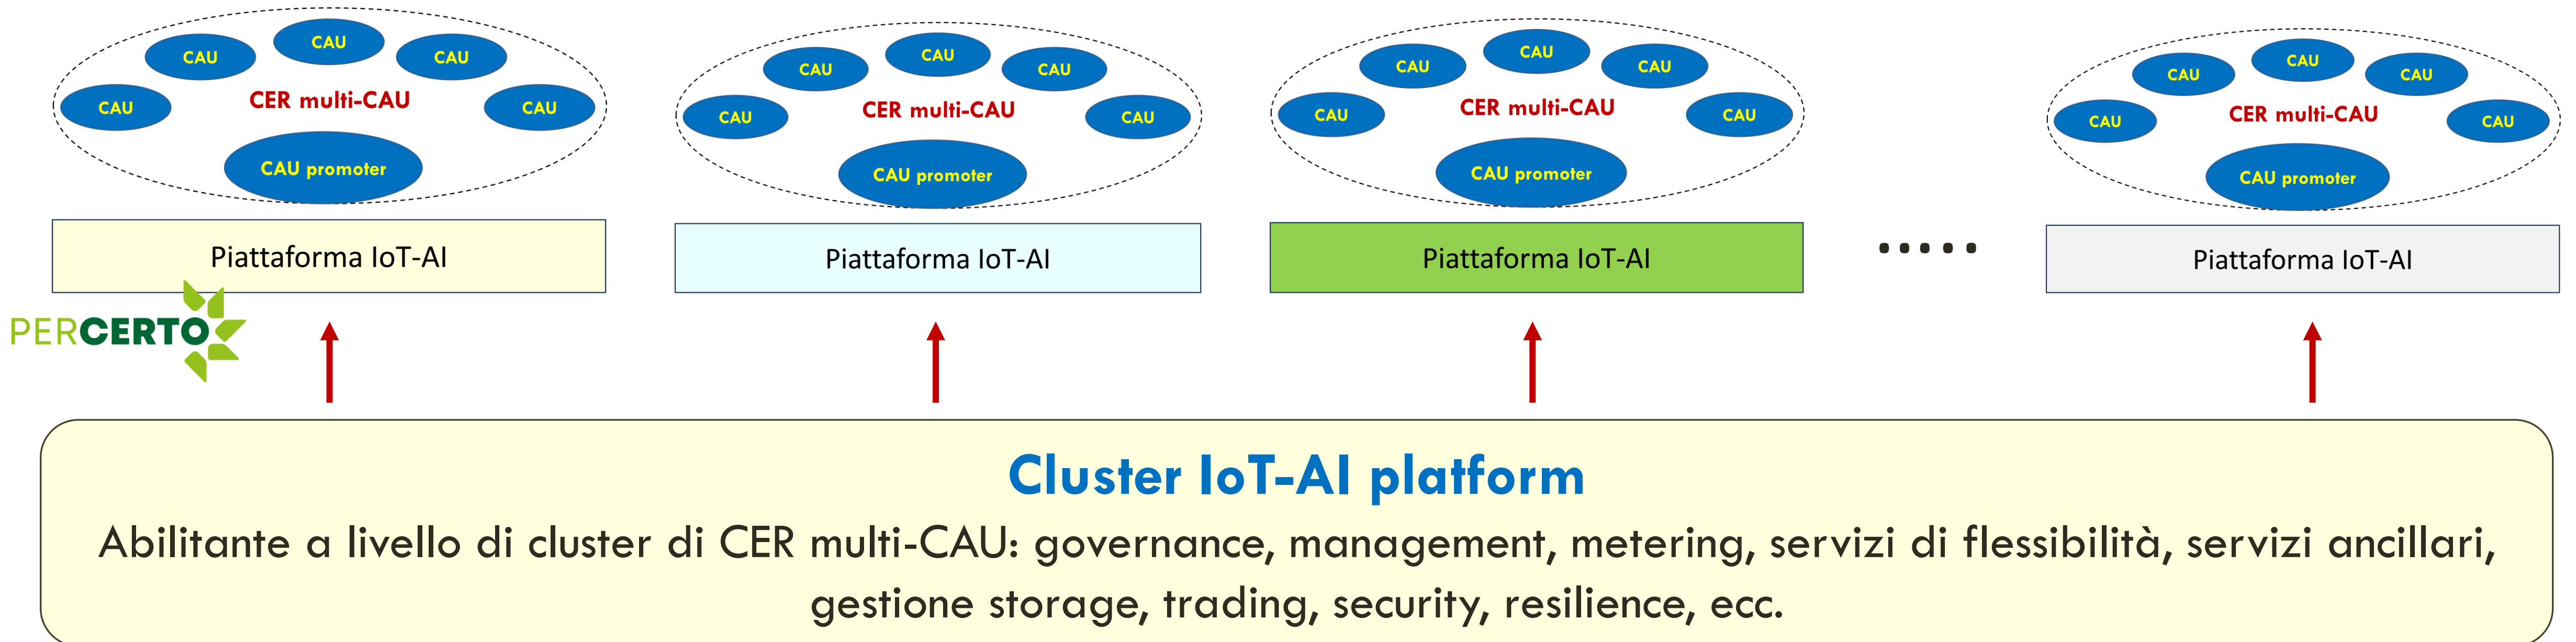 CAU
CAU
CAU
CAU
CAU
CER multi-CAU
CAU promoter
Piattaforma IoT-AI
CAU
CAU
CAU
CAU
CAU
CER multi-CAU
CAU promoter
Piattaforma IoT-AI
CAU
CAU
CAU
CAU
CAU
CER multi-CAU
CAU promoter
Piattaforma IoT-AI
.....
CAU
CAU
CAU
CAU
CAU
CER multi-CAU
CAU promoter
Piattaforma IoT-AI
PERCERTO
Cluster IoT-AI platform
Abilitante a livello di cluster di CER multi-CAU: governance, management, metering, servizi di flessibilità, servizi ancillari,
gestione storage, trading, security, resilience, ecc.